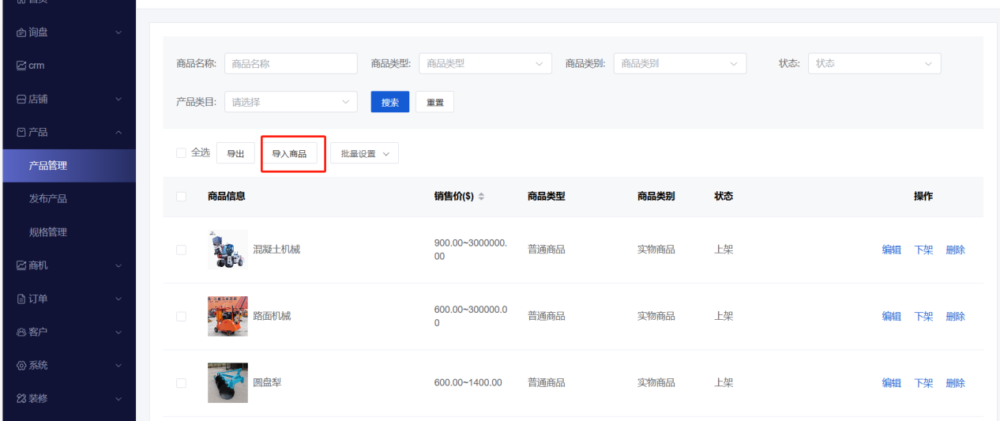 首页
询盘
crm
店铺
产品
产品管理
发布产品
规格管理
商机
订单
客户
系统
装修
商品名称: 商品名称 商品类型: 商品类型 商品类别: 商品类别 状态: 状态
产品类目: 请选择 搜索 重置
全选 导出 导入商品 批量设置
商品信息 销售价($) 商品类型 商品类别 状态 操作
混凝土机械 900.00~3000000. 普通商品 实物商品 上架 编辑 下架 删除
00
路面机械 600.00~300000.0 普通商品 实物商品 上架 编辑 下架 删除
0
圆盘犁 600.00~1400.00 普通商品 实物商品 上架 编辑 下架 删除